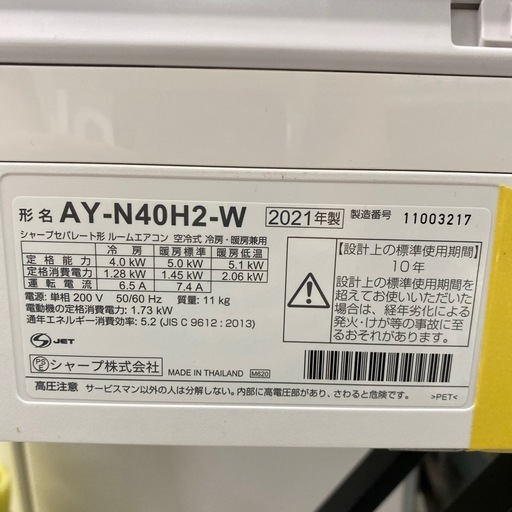 形名 AY-N40H2-W 2021年製 製造番号 11003217
シャープセパレート形 ルームエアコン 空冷式 冷房・暖房兼用
冷房 暖房標準 暖房低温
定格能力 4.0 kW 5.0 kW 5.1 kW
定格消費電力 1.28 kW 1.45 kW 2.06 kW
運転電流 6.5 A 7.4 A
電源: 単相 200 V 50/60 Hz 質量: 11 kg
電動機の定格消費電力: 1.73 kW
通年エネルギー消費効率: 5.2 (JIS C 9612 : 2013)
【設計上の標準使用期間】
10年
設計上の標準使用期間を
超えてお使いいただいた
場合は、経年劣化による
発火・けが等の事故に至
るおそれがあります。
S JET
PSE シャープ株式会社 MADE IN THAILAND M620
高圧注意 サービスマン以外の人は分解しない。内部に高電圧部があり、さわると危険です。 >PET<